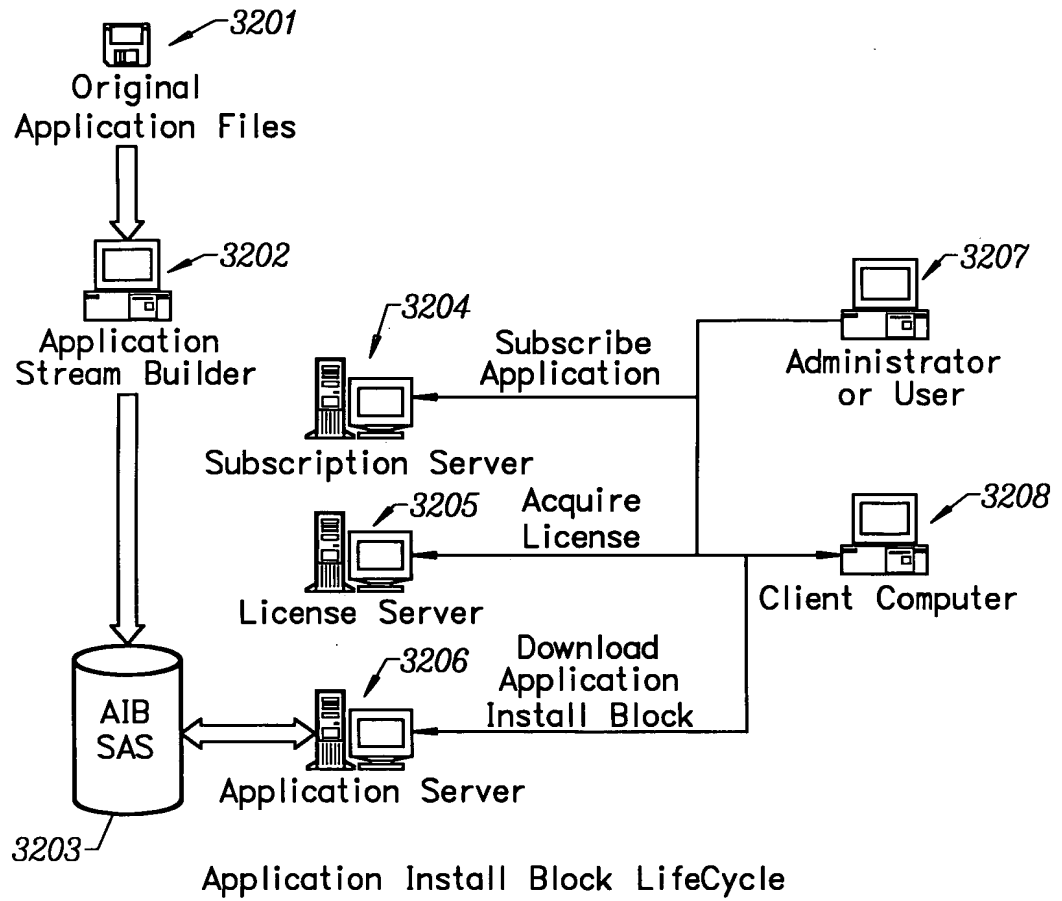 3201
Original
Application Files
3202
Application
Stream Builder
3204
Subscribe
Application
3207
Administrator
or User
Subscription Server
3205
Acquire
License
3208
License Server
Client Computer
3206
Download
Application
Install Block
AIB
SAS
Application Server
3203
Application Install Block LifeCycle